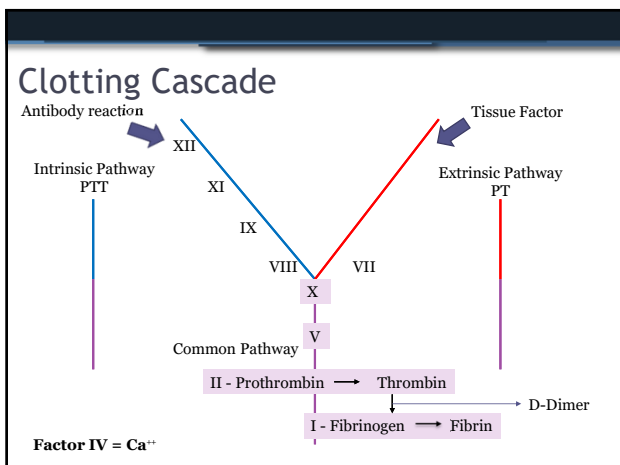 Clotting Cascade
Antibody reaction
Tissue Factor
XII
Intrinsic Pathway
PTT
Extrinsic Pathway
PT
XI
IX
VIII
VII
X
V
Common Pathway
II - Prothrombin
Thrombin
D-Dimer
I - Fibrinogen
Fibrin
Factor IV = Ca⁺⁺